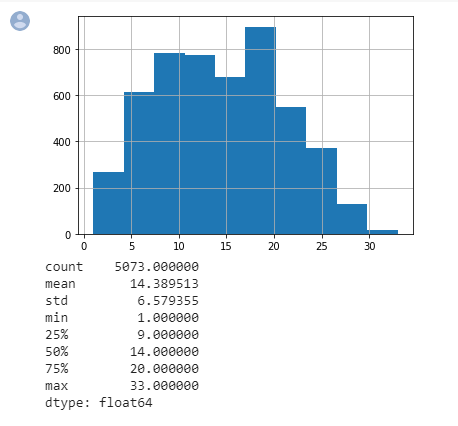 800
600
400
200
0
0 5 10 15 20 25 30
count 5073.000000
mean 14.389513
std 6.579355
min 1.000000
25% 9.000000
50% 14.000000
75% 20.000000
max 33.000000
dtype: float64